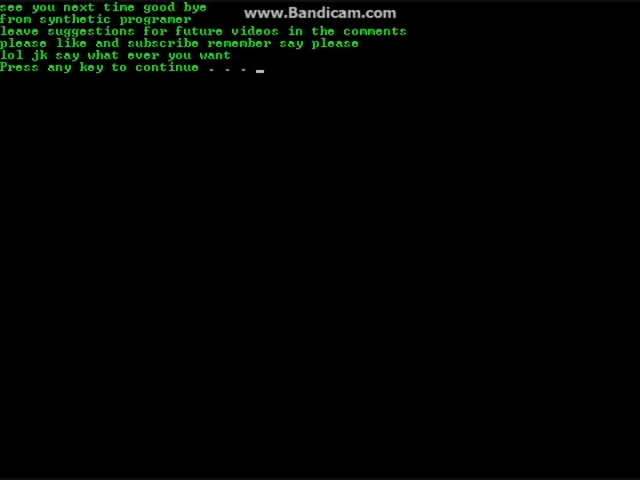 see you next time good bye
www.Bandicam.com
from synthetic programer
leave suggestions for future videos in the comments
please like and subscribe remember say please
lol jk say what ever you want
Press any key to continue . . . _